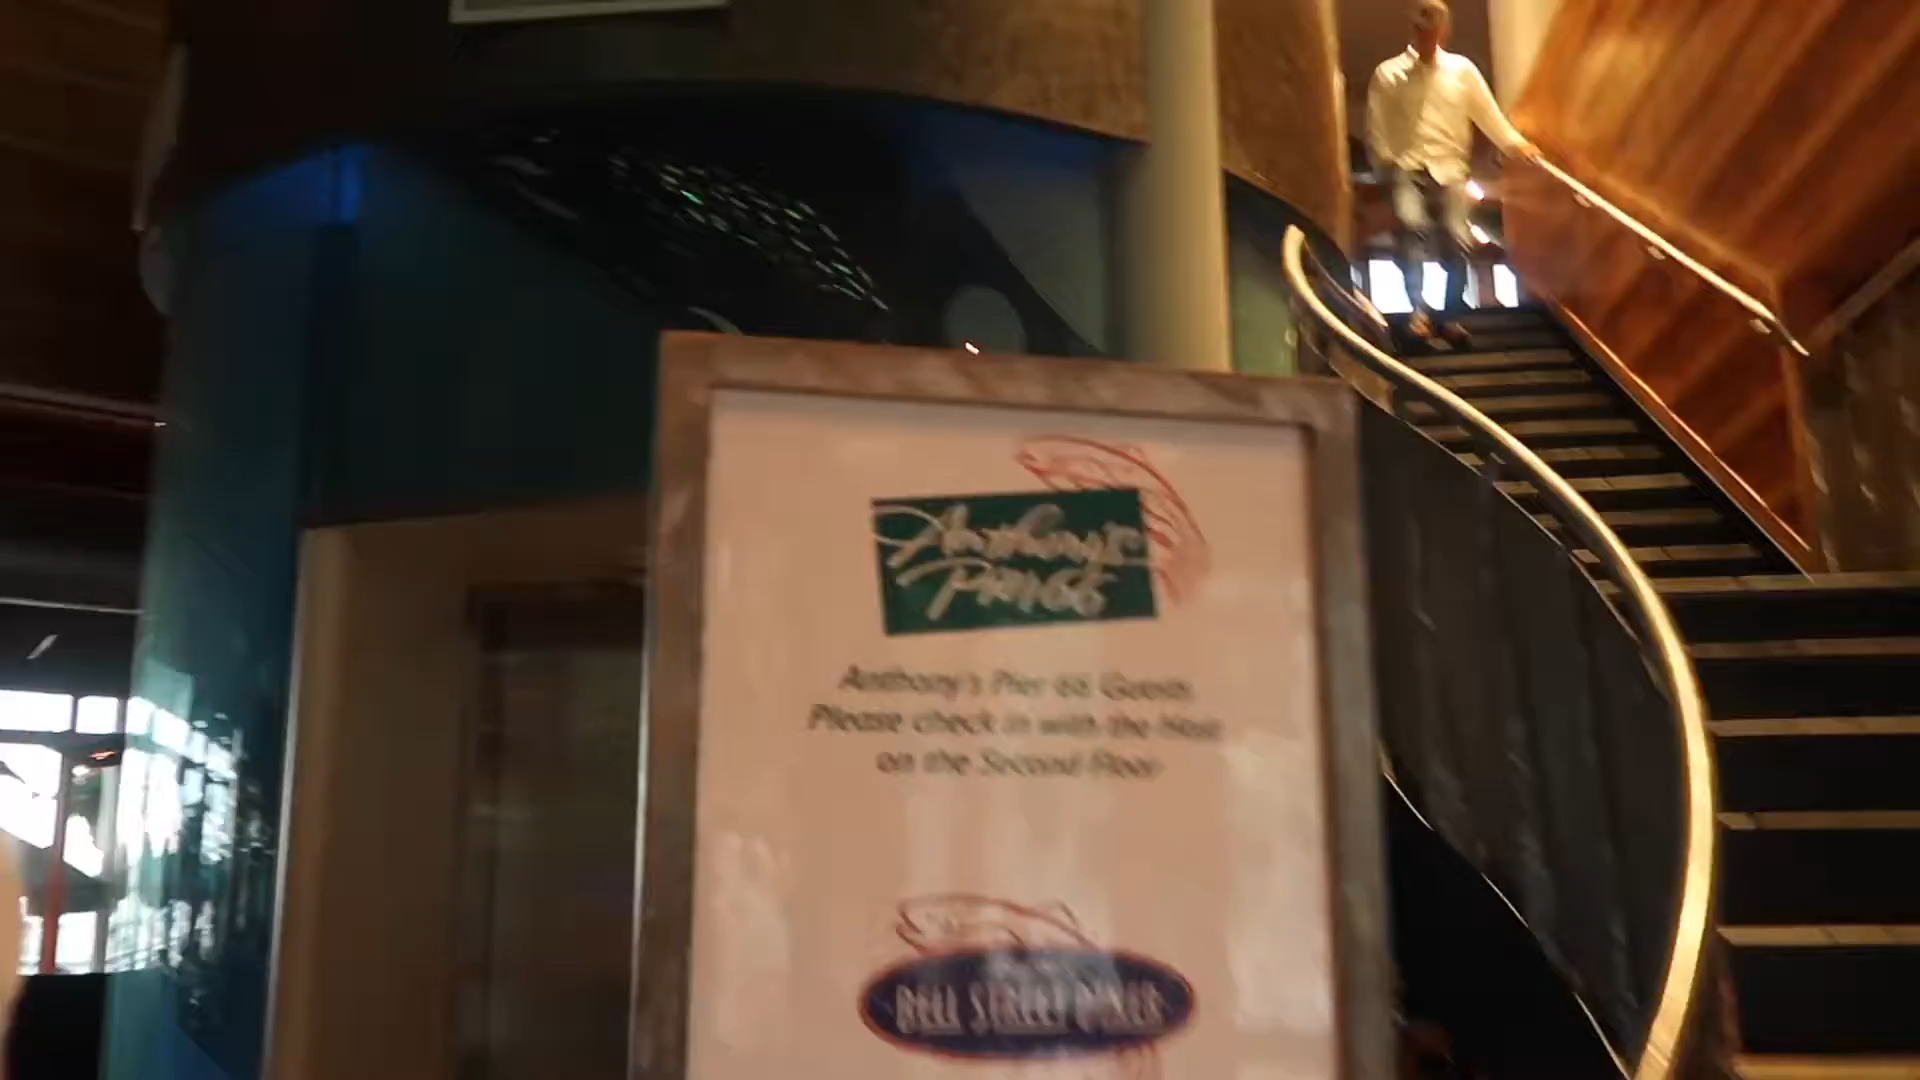 Anthony's
PIER 66
Anthony's Pier 66 Guests
Please check in with the Host
on the Second Floor
BELL STREET DINER